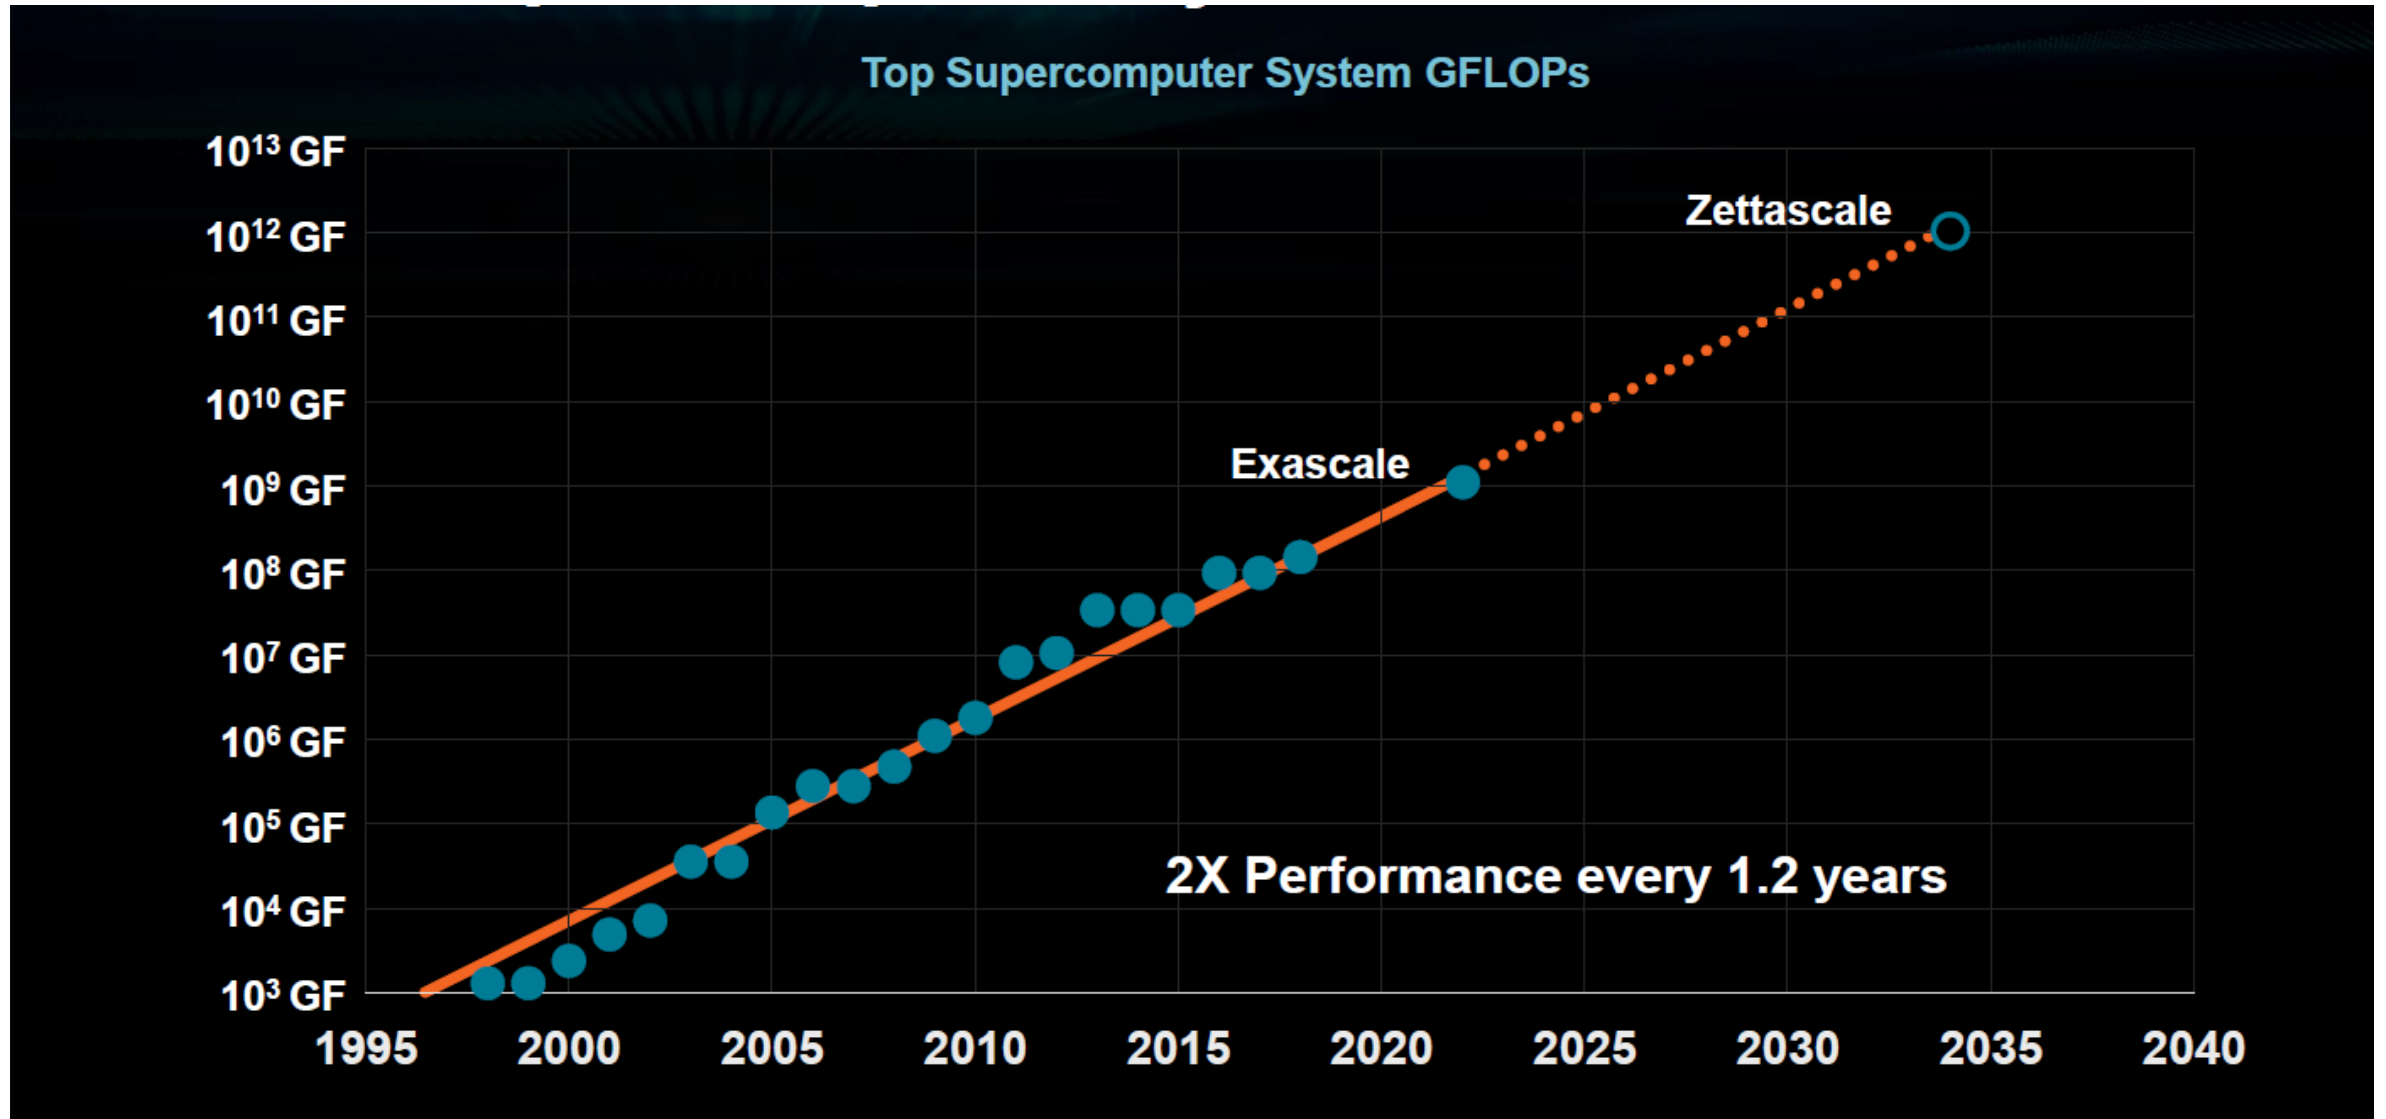 Top Supercomputer System GFLOPs
10¹³ GF
10¹² GF
10¹¹ GF
10¹⁰ GF
10⁹ GF
10⁸ GF
10⁷ GF
10⁶ GF
10⁵ GF
10⁴ GF
10³ GF
Zettascale
Exascale
2X Performance every 1.2 years
1995 2000 2005 2010 2015 2020 2025 2030 2035 2040